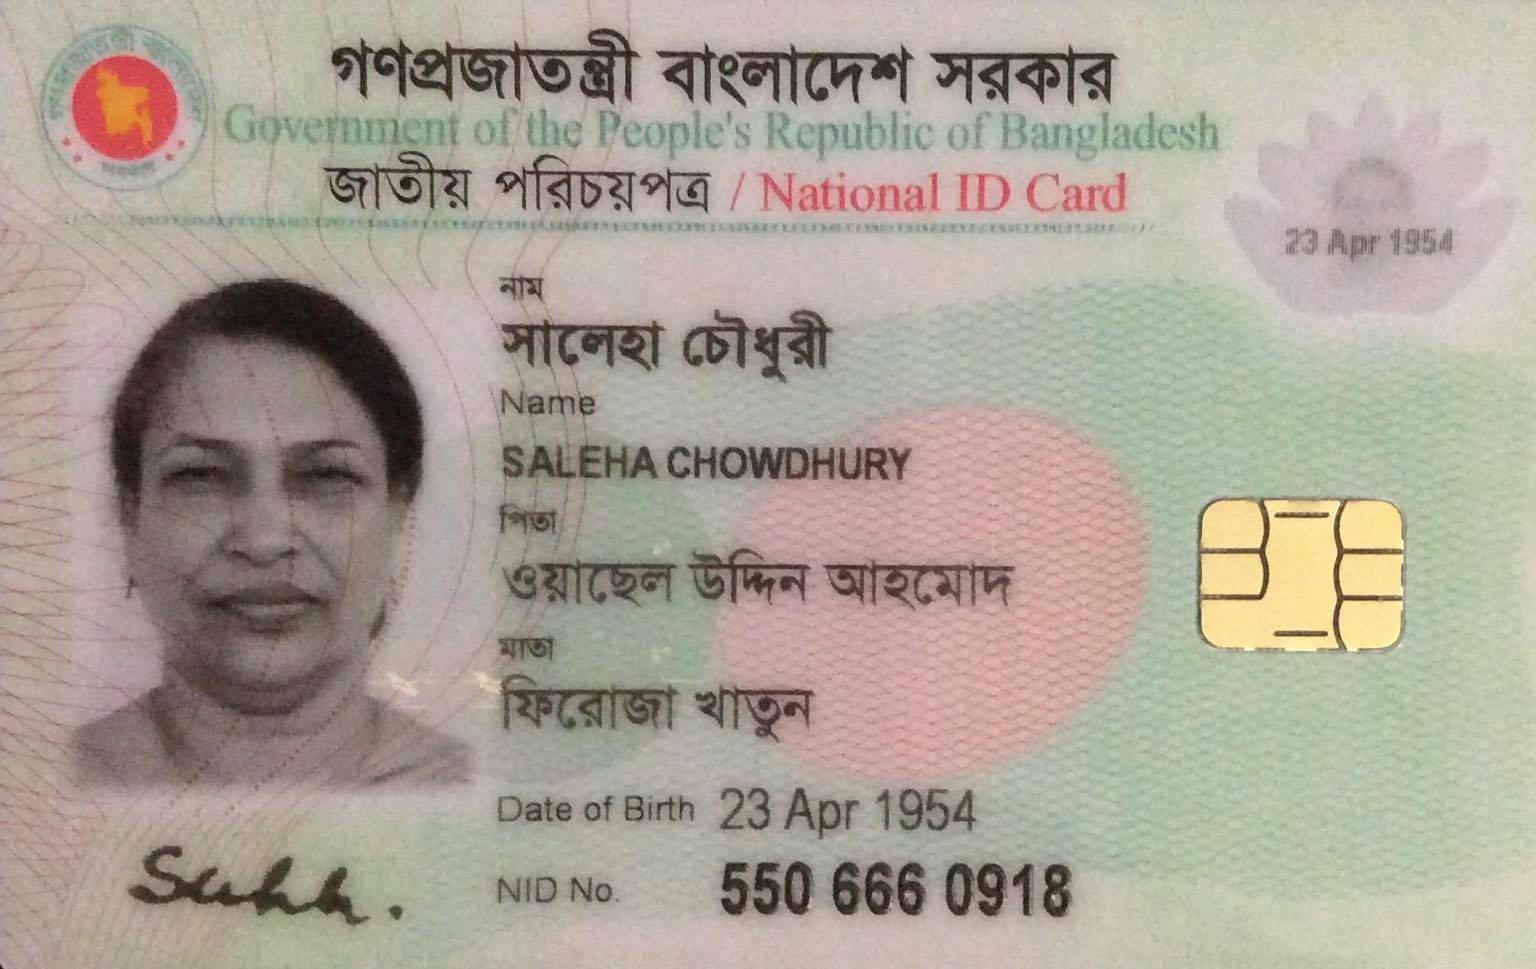 গণপ্রজাতন্ত্রী বাংলাদেশ সরকার
Government of the People's Republic of Bangladesh
জাতীয় পরিচয়পত্র / National ID Card
23 Apr 1954
নাম
সালেহা চৌধুরী
Name
SALEHA CHOWDHURY
পিতা
ওয়াছেল উদ্দিন আহমোদ
মাতা
ফিরোজা খাতুন
Date of Birth 23 Apr 1954
NID No. 550 666 0918